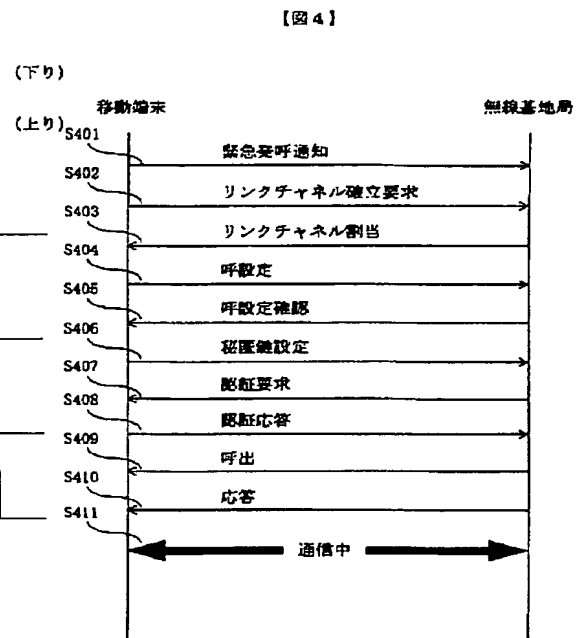 【図4】
(下り)
(上り)
移動端末
無線基地局
S401
緊急発呼通知
S402
リンクチャネル確立要求
S403
リンクチャネル割当
S404
呼設定
S405
呼設定確認
S406
秘匿鍵設定
S407
認証要求
S408
認証応答
S409
呼出
S410
応答
S411
通信中